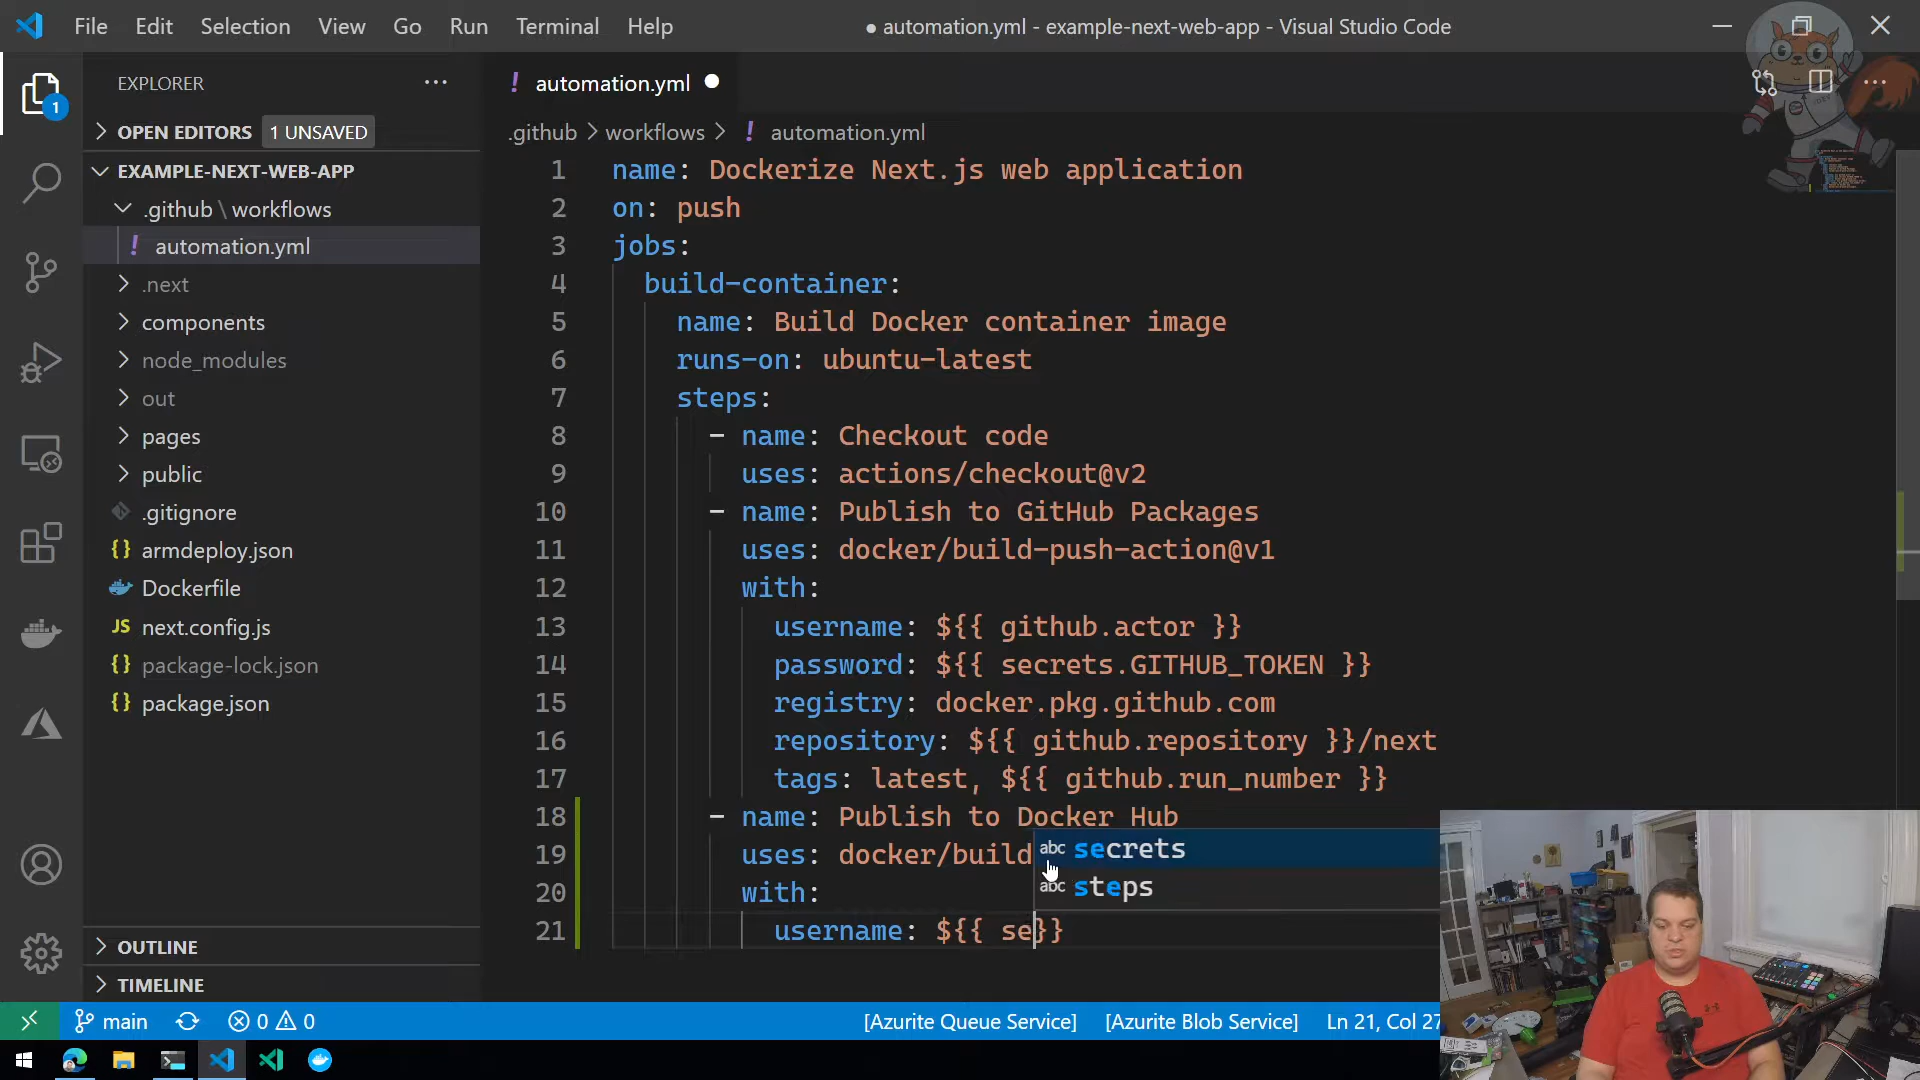 File Edit Selection View Go Run Terminal Help
● automation.yml - example-next-web-app - Visual Studio Code
EXPLORER
OPEN EDITORS 1 UNSAVED
EXAMPLE-NEXT-WEB-APP
.github \ workflows
! automation.yml
.next
components
node_modules
out
pages
public
.gitignore
{} armdeploy.json
Dockerfile
JS next.config.js
{} package-lock.json
{} package.json
OUTLINE
TIMELINE
1
! automation.yml ●
.github > workflows > ! automation.yml
1 name: Dockerize Next.js web application
2 on: push
3 jobs:
4 build-container:
5 name: Build Docker container image
6 runs-on: ubuntu-latest
7 steps:
8 - name: Checkout code
9 uses: actions/checkout@v2
10 - name: Publish to GitHub Packages
11 uses: docker/build-push-action@v1
12 with:
13 username: ${{ github.actor }}
14 password: ${{ secrets.GITHUB_TOKEN }}
15 registry: docker.pkg.github.com
16 repository: ${{ github.repository }}/next
17 tags: latest, ${{ github.run_number }}
18 - name: Publish to Docker Hub
19 uses: docker/build
20 with:
21 username: ${{ se}}
abc secrets
abc steps
main 0 0
[Azurite Queue Service] [Azurite Blob Service] Ln 21, Col 27